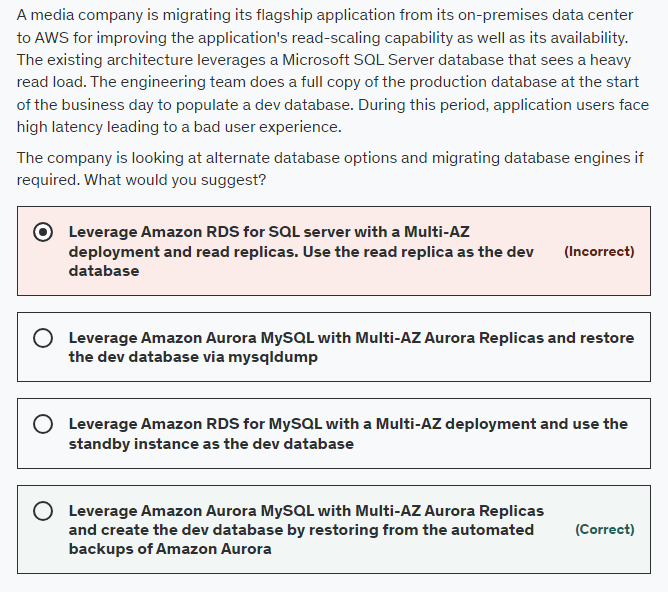 A media company is migrating its flagship application from its on-premises data center
to AWS for improving the application's read-scaling capability as well as its availability.
The existing architecture leverages a Microsoft SQL Server database that sees a heavy
read load. The engineering team does a full copy of the production database at the start
of the business day to populate a dev database. During this period, application users face
high latency leading to a bad user experience.
The company is looking at alternate database options and migrating database engines if
required. What would you suggest?
Leverage Amazon RDS for SQL server with a Multi-AZ
deployment and read replicas. Use the read replica as the dev
database
(Incorrect)
Leverage Amazon Aurora MySQL with Multi-AZ Aurora Replicas and restore
the dev database via mysqldump
Leverage Amazon RDS for MySQL with a Multi-AZ deployment and use the
standby instance as the dev database
Leverage Amazon Aurora MySQL with Multi-AZ Aurora Replicas
and create the dev database by restoring from the automated
backups of Amazon Aurora
(Correct)